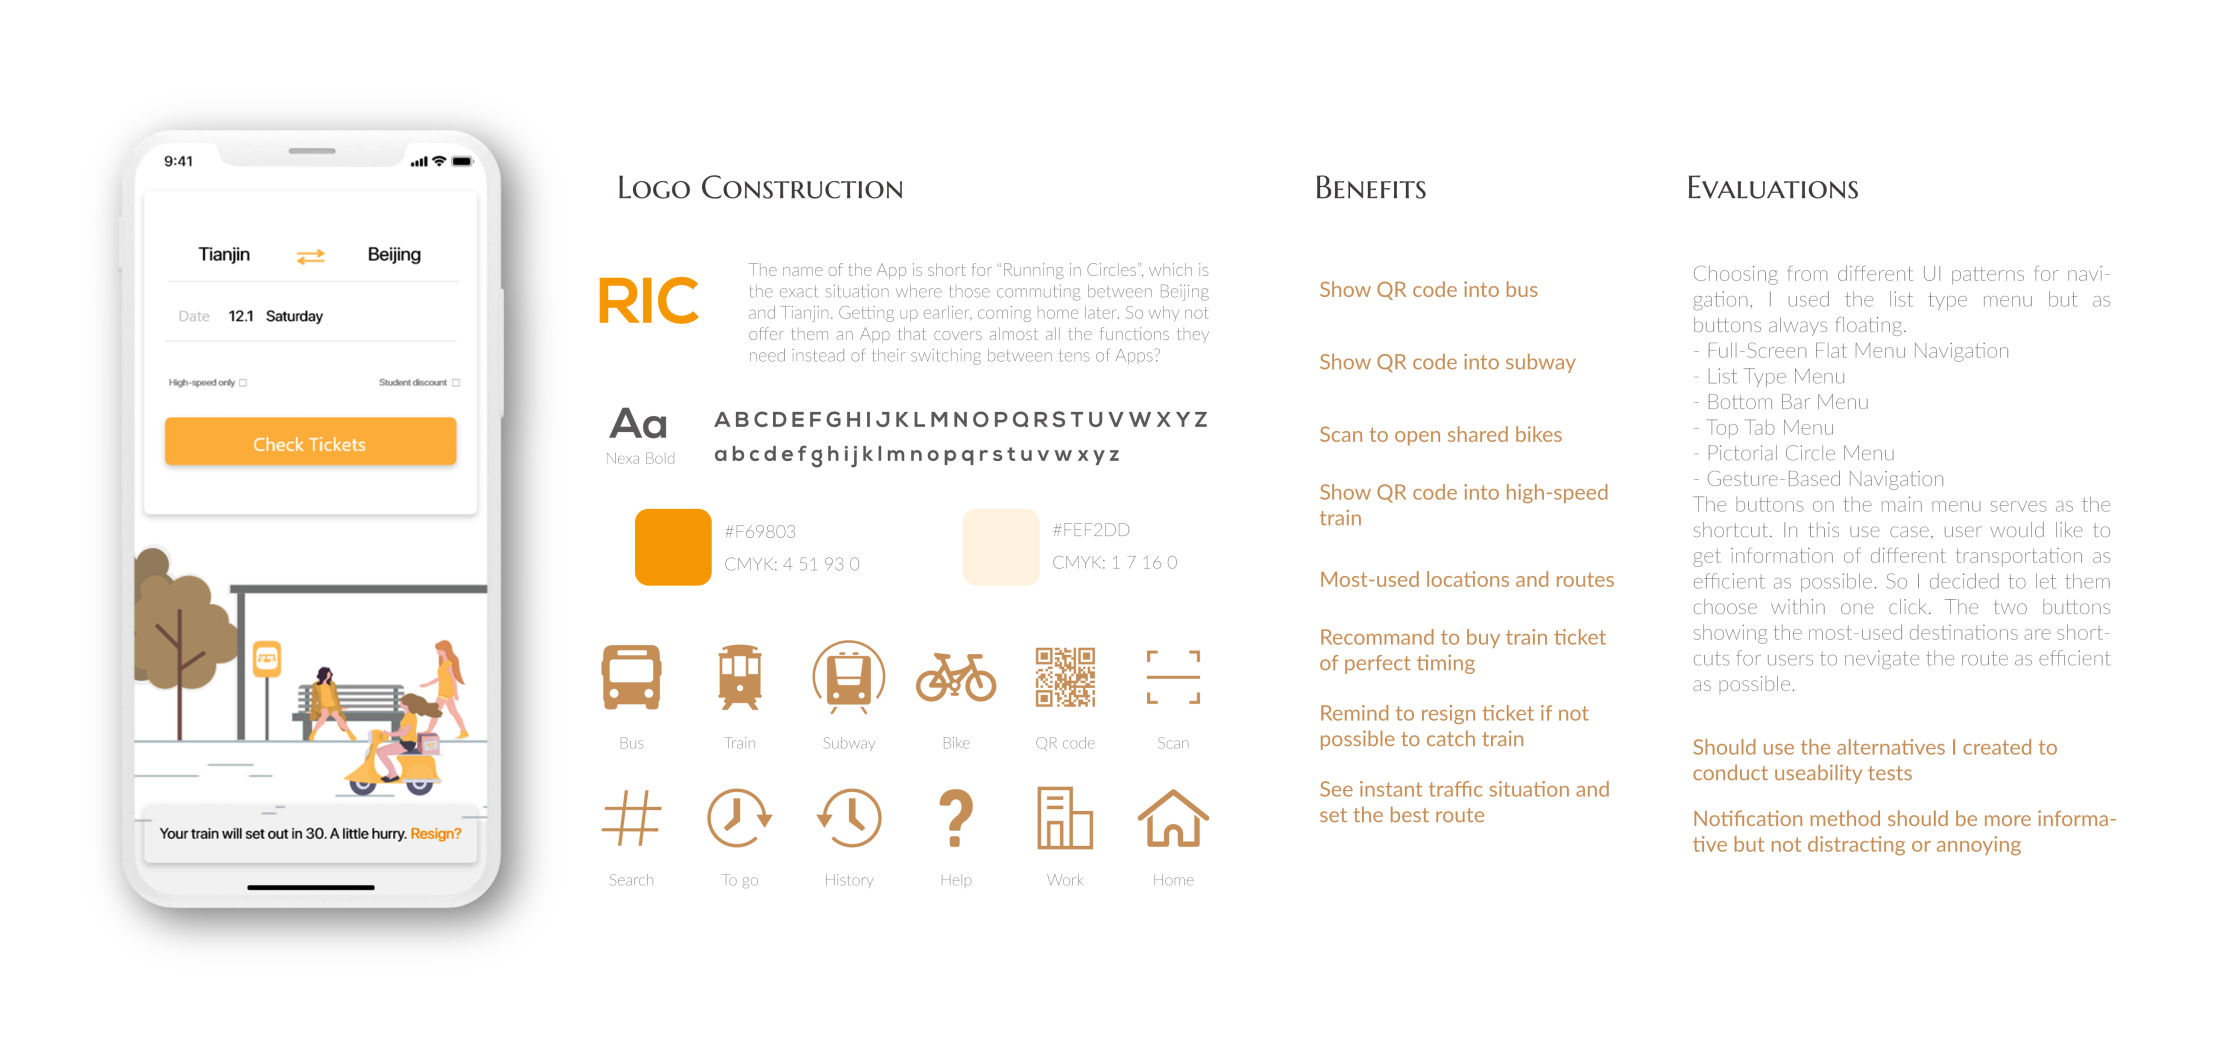 9:41
Tianjin
Beijing
Date 12.1 Saturday
High-speed only
Student discount
Check Tickets
Your train will set out in 30. A little hurry. Resign?
LOGO CONSTRUCTION
RIC
The name of the App is short for “Running in Circles”, which is
the exact situation where those commuting between Beijing
and Tianjin. Getting up earlier, coming home later. So why not
offer them an App that covers almost all the functions they
need instead of their switching between tens of Apps?
Aa
Nexa Bold
ABCDEFGHIJKLMNOPQRSTUVWXYZ
abcdefghijklmnopqrstuvwxyz
#F69803
CMYK: 4 51 93 0
#FEF2DD
CMYK: 1 7 16 0
Bus
Train
Subway
Bike
QR code
Scan
Search
To go
History
Help
Work
Home
BENEFITS
Show QR code into bus
Show QR code into subway
Scan to open shared bikes
Show QR code into high-speed
train
Most-used locations and routes
Recommand to buy train ticket
of perfect timing
Remind to resign ticket if not
possible to catch train
See instant traffic situation and
set the best route
EVALUATIONS
Choosing from different UI patterns for navi-
gation, I used the list type menu but as
buttons always floating.
- Full-Screen Flat Menu Navigation
- List Type Menu
- Bottom Bar Menu
- Top Tab Menu
- Pictorial Circle Menu
- Gesture-Based Navigation
The buttons on the main menu serves as the
shortcut. In this use case, user would like to
get information of different transportation as
efficient as possible. So I decided to let them
choose within one click. The two buttons
showing the most-used destinations are short-
cuts for users to nevigate the route as efficient
as possible.
Should use the alternatives I created to
conduct useability tests
Notification method should be more informa-
tive but not distracting or annoying